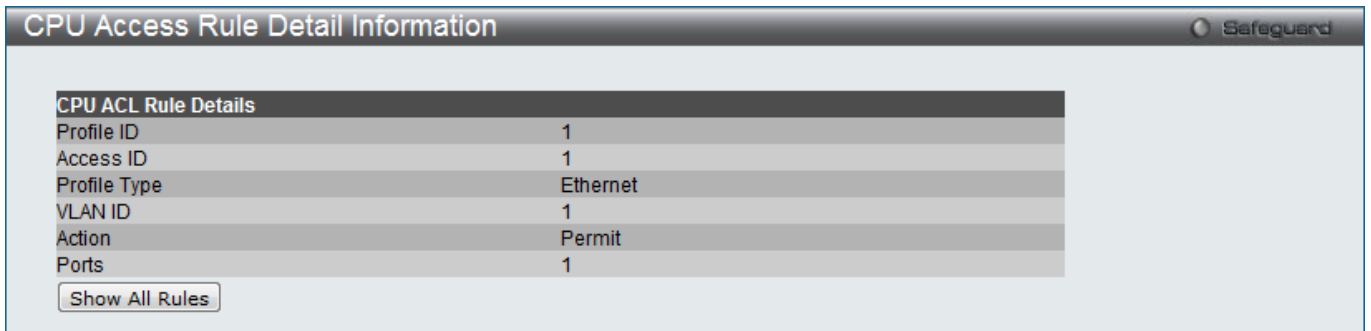 CPU Access Rule Detail Information
Safeguard
CPU ACL Rule Details
Profile ID 1
Access ID 1
Profile Type Ethernet
VLAN ID 1
Action Permit
Ports 1
Show All Rules